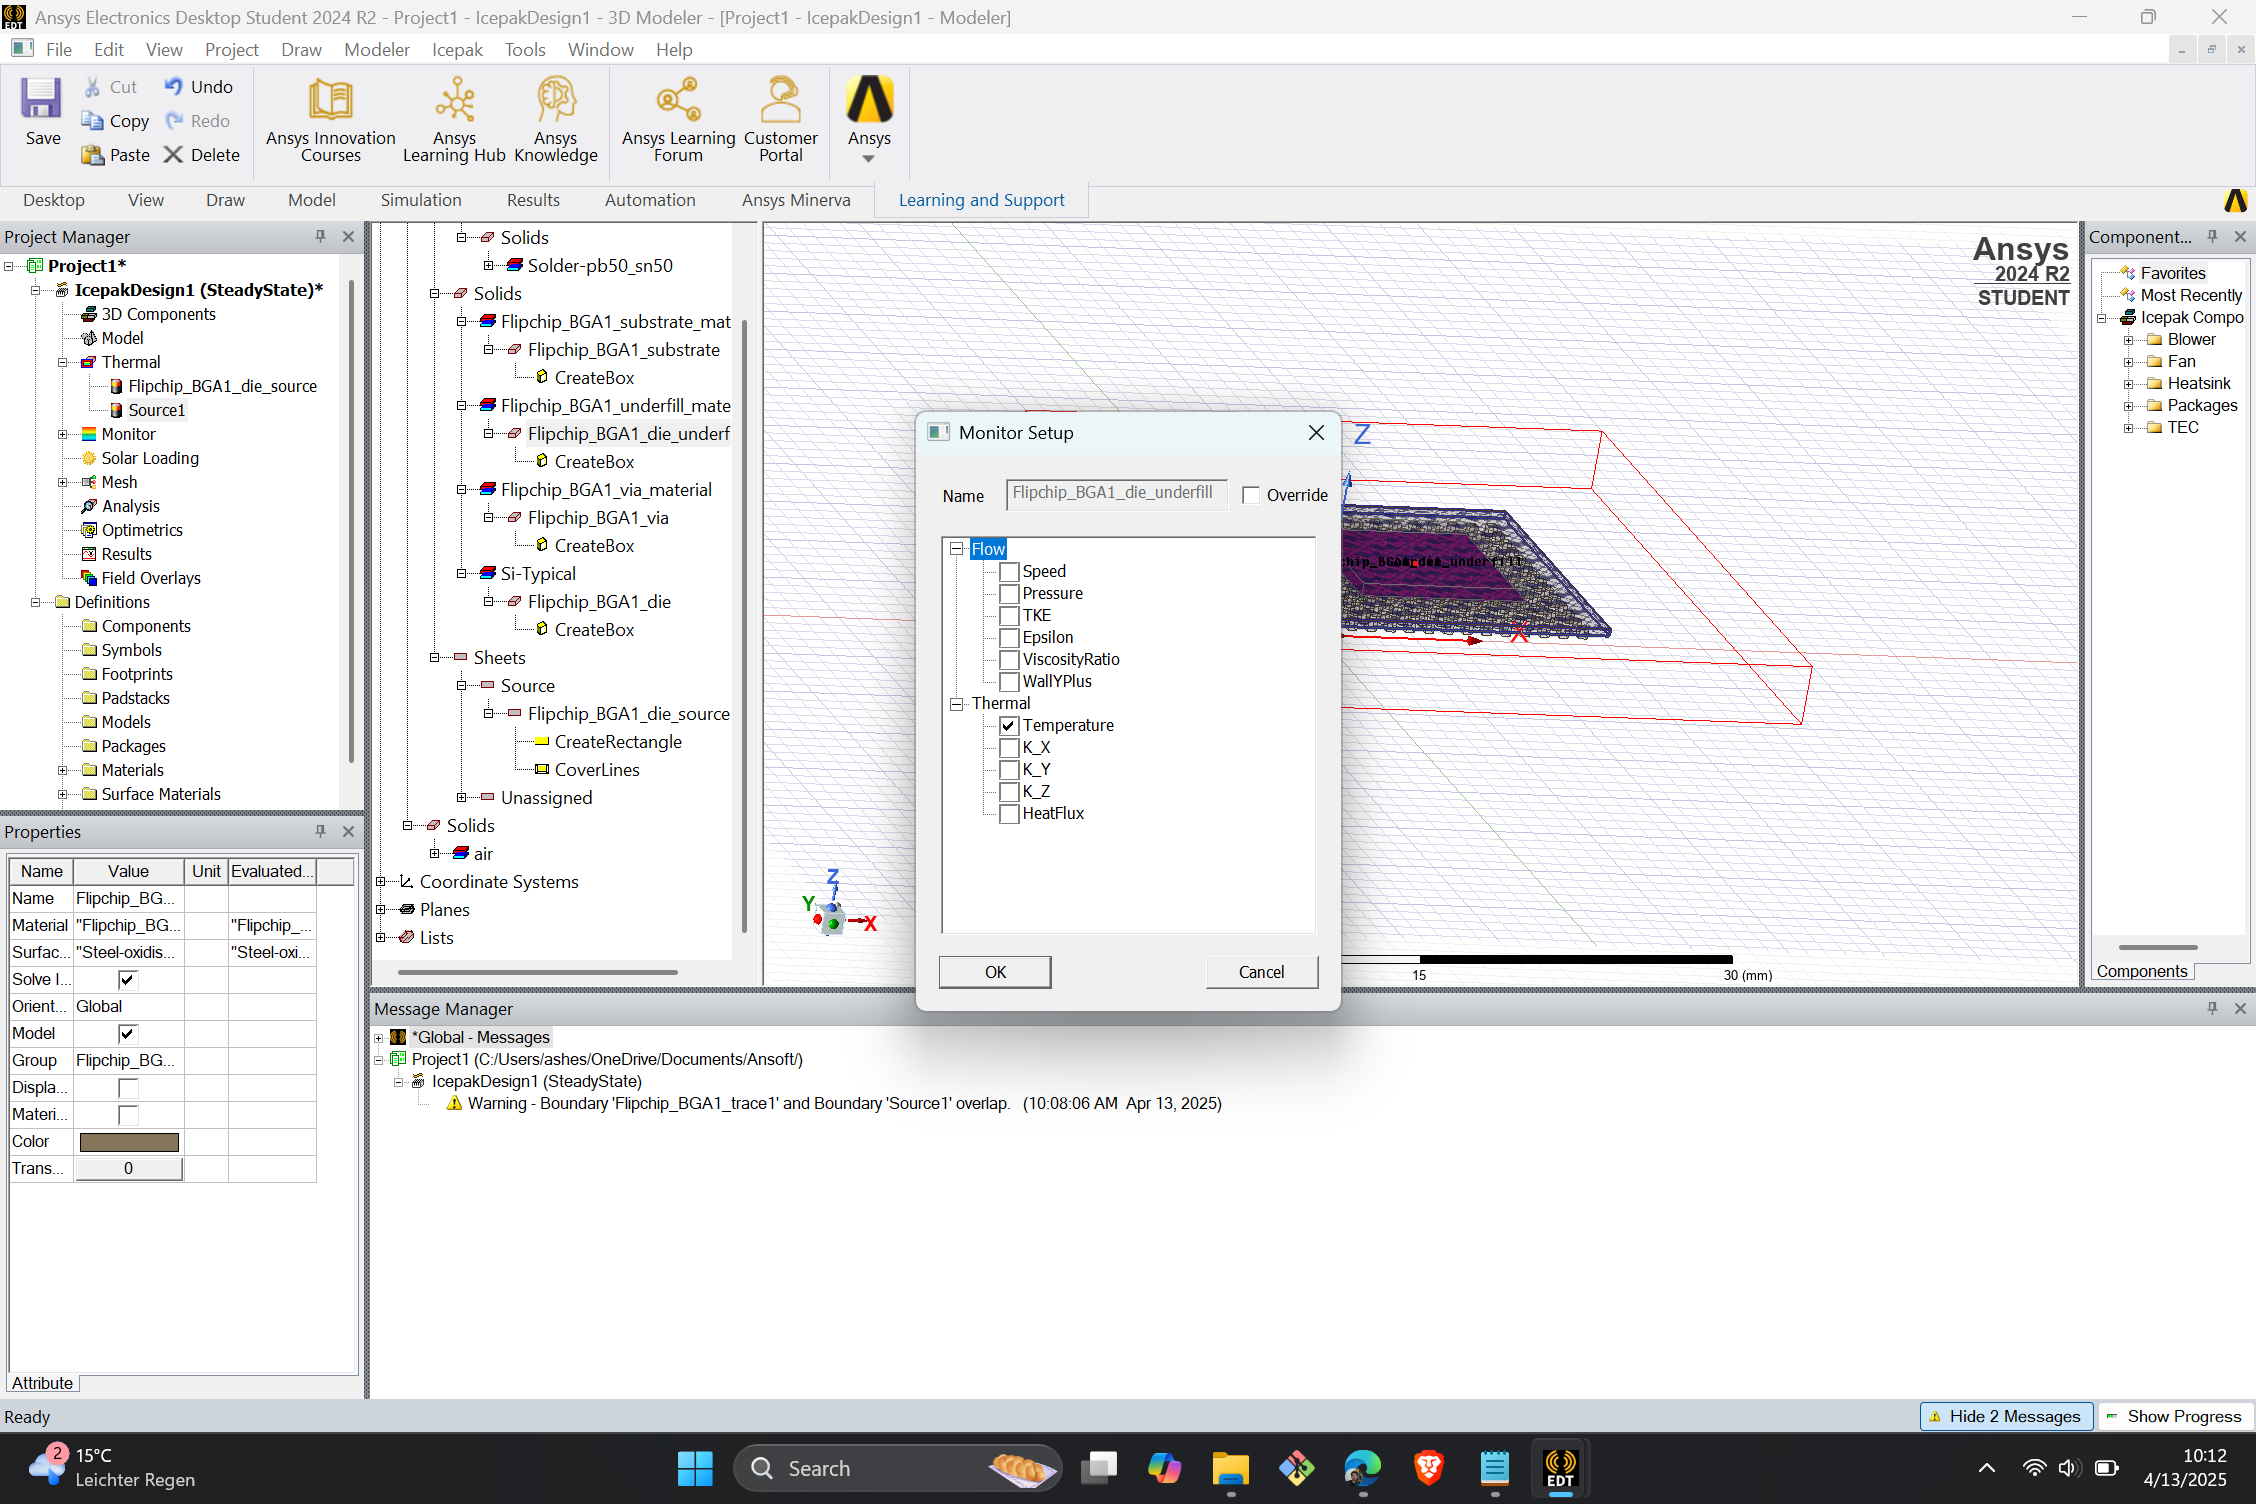 Ansys Electronics Desktop Student 2024 R2 - Project1 - IcepakDesign1 - 3D Modeler - [Project1 - IcepakDesign1 - Modeler]
File Edit View Project Draw Modeler Icepak Tools Window Help
Save
Cut
Copy
Paste
Undo
Redo
Delete
Ansys Innovation Courses
Ansys Learning Hub
Ansys Knowledge
Ansys Learning Forum
Customer Portal
Ansys
Desktop View Draw Model Simulation Results Automation Ansys Minerva Learning and Support
Project Manager
Project1*
IcepakDesign1 (SteadyState)*
3D Components
Model
Thermal
Flipchip_BGA1_die_source
Source1
Monitor
Solar Loading
Mesh
Analysis
Optimetrics
Results
Field Overlays
Definitions
Components
Symbols
Footprints
Padstacks
Models
Packages
Materials
Surface Materials
Properties
Name Value Unit Evaluated...
Name Flipchip_BG...
Material "Flipchip_BG... "Flipchip_...
Surfac... "Steel-oxidis... "Steel-oxi...
Solve I...
Orient... Global
Model
Group Flipchip_BG...
Displa...
Materi...
Color
Trans... 0
Attribute
Solids
Solder-pb50_sn50
Solids
Flipchip_BGA1_substrate_mat
Flipchip_BGA1_substrate
CreateBox
Flipchip_BGA1_underfill_mate
Flipchip_BGA1_die_underf
CreateBox
Flipchip_BGA1_via_material
Flipchip_BGA1_via
CreateBox
Si-Typical
Flipchip_BGA1_die
CreateBox
Sheets
Source
Flipchip_BGA1_die_source
CreateRectangle
CoverLines
Unassigned
Solids
air
Coordinate Systems
Planes
Lists
Ansys
2024 R2
STUDENT
Z
X
Z
Y
X
15
30 (mm)
Monitor Setup
Name Flipchip_BGA1_die_underfill Override
Flow
Speed
Pressure
TKE
Epsilon
ViscosityRatio
WallYPlus
Thermal
Temperature
K_X
K_Y
K_Z
HeatFlux
OK Cancel
Component...
Favorites
Most Recently
Icepak Compo
Blower
Fan
Heatsink
Packages
TEC
Components
Message Manager
*Global - Messages
Project1 (C:/Users/ashes/OneDrive/Documents/Ansoft/)
IcepakDesign1 (SteadyState)
Warning - Boundary 'Flipchip_BGA1_trace1' and Boundary 'Source1' overlap. (10:08:06 AM Apr 13, 2025)
Ready
Hide 2 Messages
Show Progress
2
15°C
Leichter Regen
Search
EDT
10:12
4/13/2025